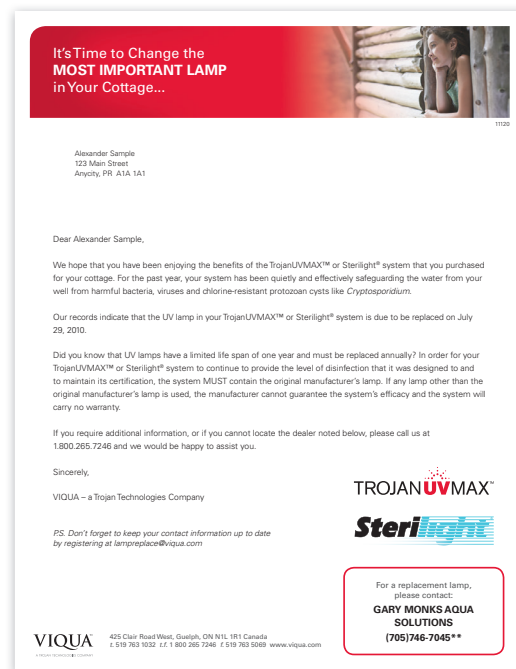 It's Time to Change the
MOST IMPORTANT LAMP
in Your Cottage...
11120
Alexander Sample
123 Main Street
Anycity, PR A1A 1A1
Dear Alexander Sample,
We hope that you have been enjoying the benefits of the TrojanUVMAX™ or Sterilight® system that you purchased
for your cottage. For the past year, your system has been quietly and effectively safeguarding the water from your
well from harmful bacteria, viruses and chlorine-resistant protozoan cysts like Cryptosporidium.
Our records indicate that the UV lamp in your TrojanUVMAX™ or Sterilight® system is due to be replaced on July
29, 2010.
Did you know that UV lamps have a limited life span of one year and must be replaced annually? In order for your
TrojanUVMAX™ or Sterilight® system to continue to provide the level of disinfection that it was designed to and
to maintain its certification, the system MUST contain the original manufacturer's lamp. If any lamp other than the
original manufacturer's lamp is used, the manufacturer cannot guarantee the system's efficacy and the system will
carry no warranty.
If you require additional information, or if you cannot locate the dealer noted below, please call us at
1.800.265.7246 and we would be happy to assist you.
Sincerely,
VIQUA – a Trojan Technologies Company
TROJANUVMAX™
Sterilight
P.S. Don't forget to keep your contact information up to date
by registering at lampreplace@viqua.com
For a replacement lamp,
please contact:
GARY MONKS AQUA
SOLUTIONS
(705)746-7045**
VIQUA™
A TROJAN TECHNOLOGIES COMPANY
425 Clair Road West, Guelph, ON N1L 1R1 Canada
t. 519 763 1032 t.f. 1 800 265 7246 f. 519 763 5069 www.viqua.com